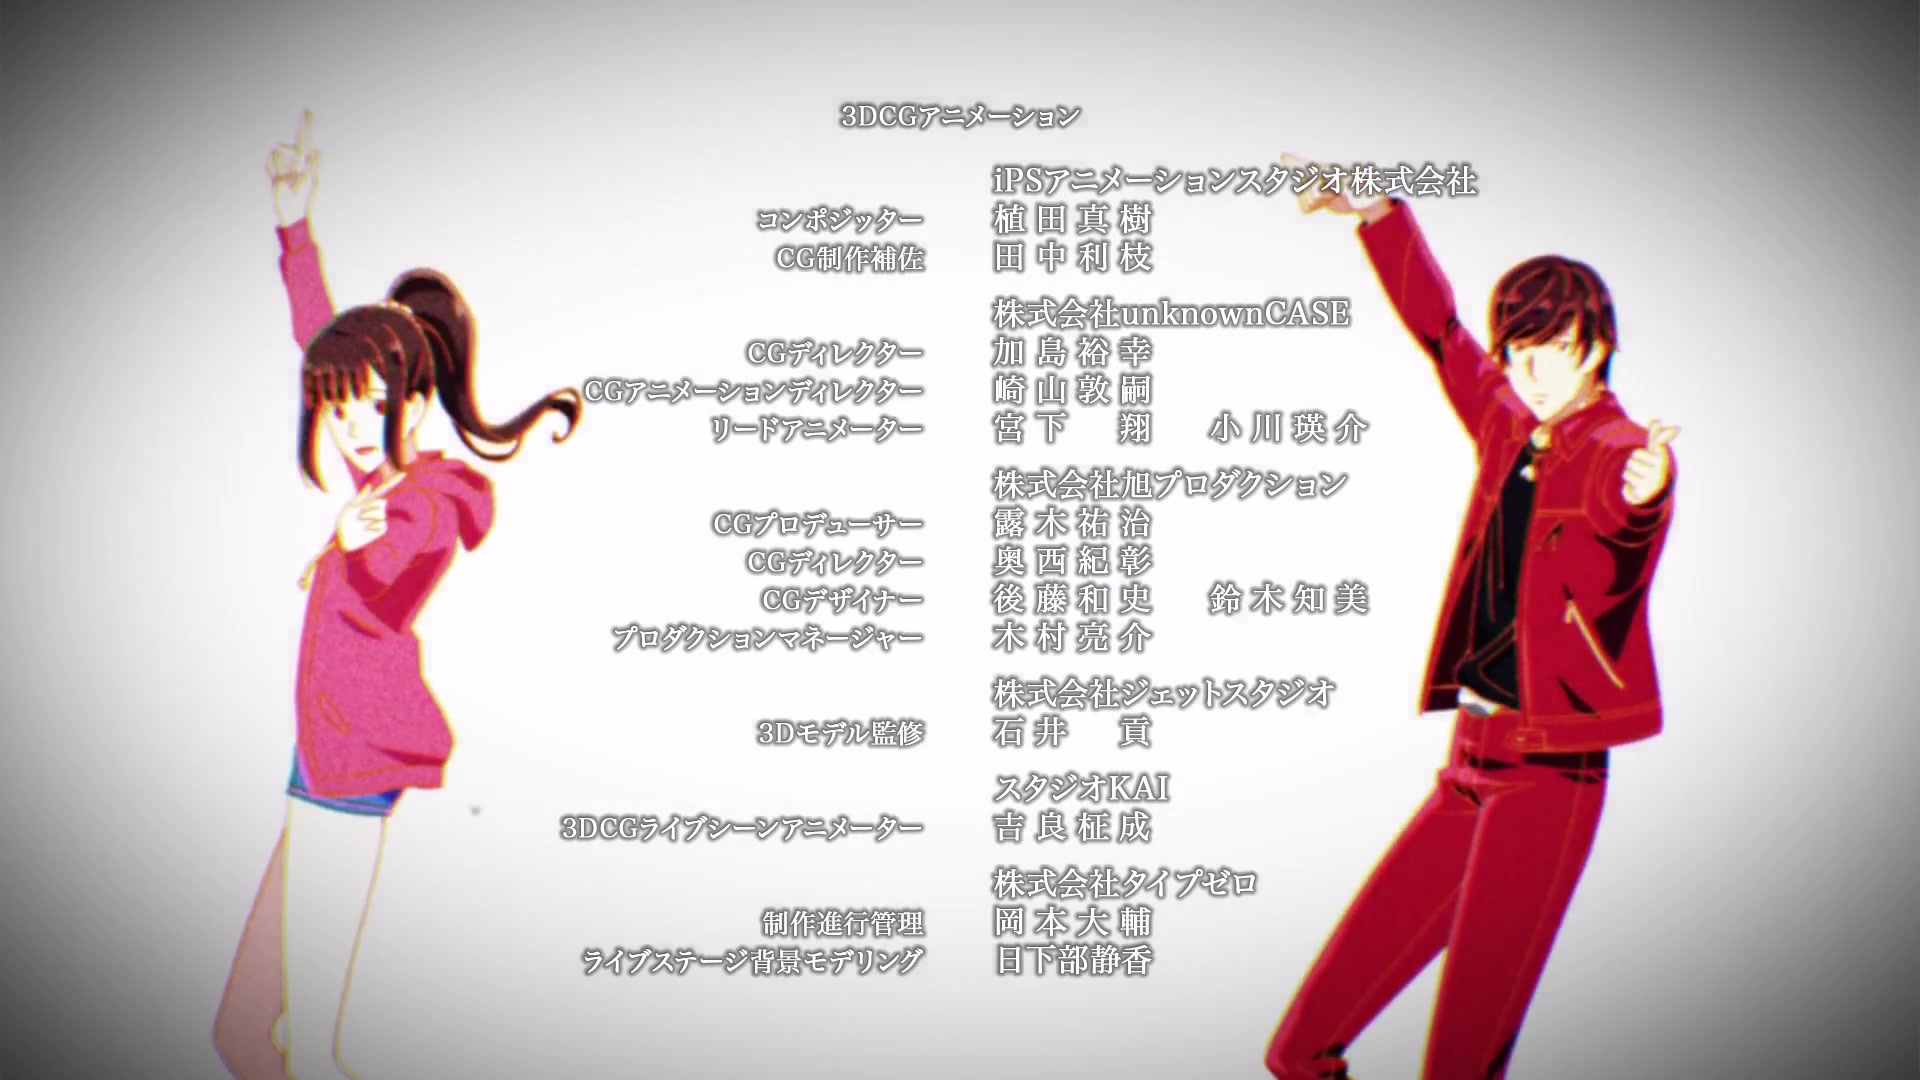 3DCGアニメーション
iPSアニメーションスタジオ株式会社
コンポジッター 植田真樹
CG制作補佐 田中利枝
株式会社unknownCASE
CGディレクター 加島裕幸
CGアニメーションディレクター 崎山敦嗣
リードアニメーター 宮下 翔 小川瑛介
株式会社旭プロダクション
CGプロデューサー 露木祐治
CGディレクター 奥西紀彰
CGデザイナー 後藤和史 鈴木知美
プロダクションマネージャー 木村亮介
株式会社ジェットスタジオ
3Dモデル監修 石井 貢
スタジオKAI
3DCGライブシーンアニメーター 吉良柾成
株式会社タイプゼロ
制作進行管理 岡本大輔
ライブステージ背景モデリング 日下部静香